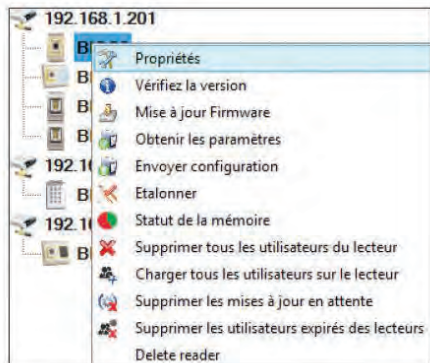 192.168.1.201
Propriétés
Vérifiez la version
Mise à jour Firmware
Obtenir les paramètres
Envoyer configuration
Etalonner
Statut de la mémoire
Supprimer tous les utilisateurs du lecteur
Charger tous les utilisateurs sur le lecteur
Supprimer les mises à jour en attente
Supprimer les utilisateurs expirés des lecteurs
Delete reader